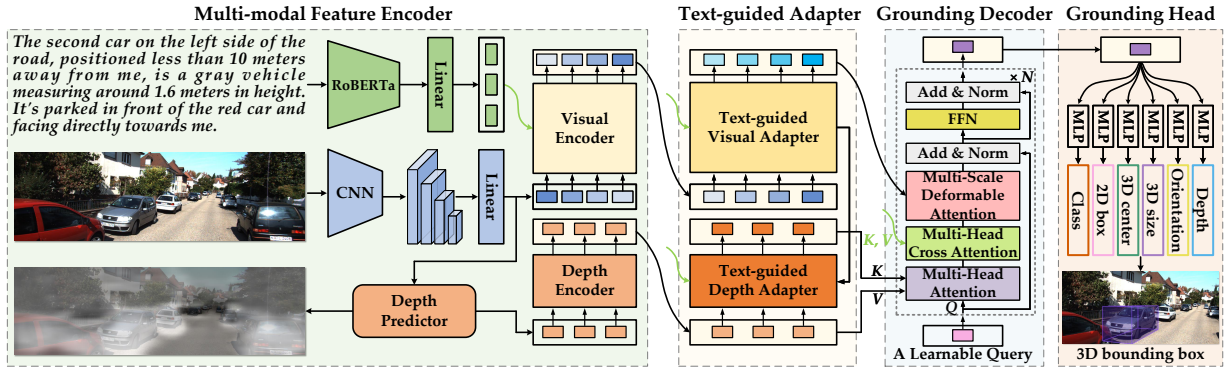 Multi-modal Feature Encoder
The second car on the left side of the
road, positioned less than 10 meters
away from me, is a gray vehicle
measuring around 1.6 meters in height.
It's parked in front of the red car and
facing directly towards me.
RoBERTa
Linear
CNN
Linear
Visual
Encoder
Depth
Encoder
Depth
Predictor
Text-guided Adapter
Text-guided
Visual Adapter
Text-guided
Depth Adapter
Grounding Decoder
× N
Add & Norm
FFN
Add & Norm
Multi-Scale
Deformable
Attention
K, V
Multi-Head
Cross Attention
K
Multi-Head
Attention
V
Q
A Learnable Query
Grounding Head
MLP
MLP
MLP
MLP
MLP
MLP
Class
2D box
3D center
3D size
Orientation
Depth
3D bounding box